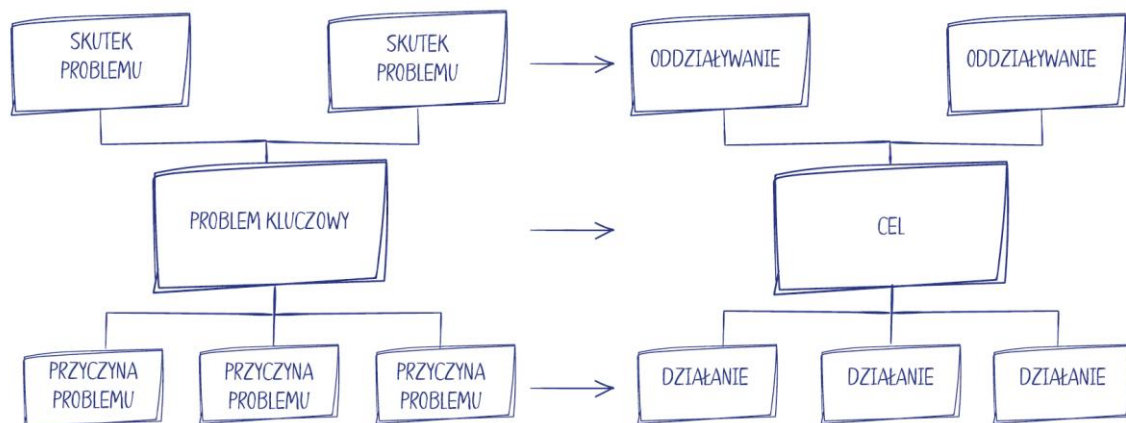 SKUTEK
PROBLEMU
SKUTEK
PROBLEMU
ODDZIAŁYWANIE
ODDZIAŁYWANIE
PROBLEM KLUCZOWY
CEL
PRZYCZYNA
PROBLEMU
PRZYCZYNA
PROBLEMU
PRZYCZYNA
PROBLEMU
DZIAŁANIE
DZIAŁANIE
DZIAŁANIE